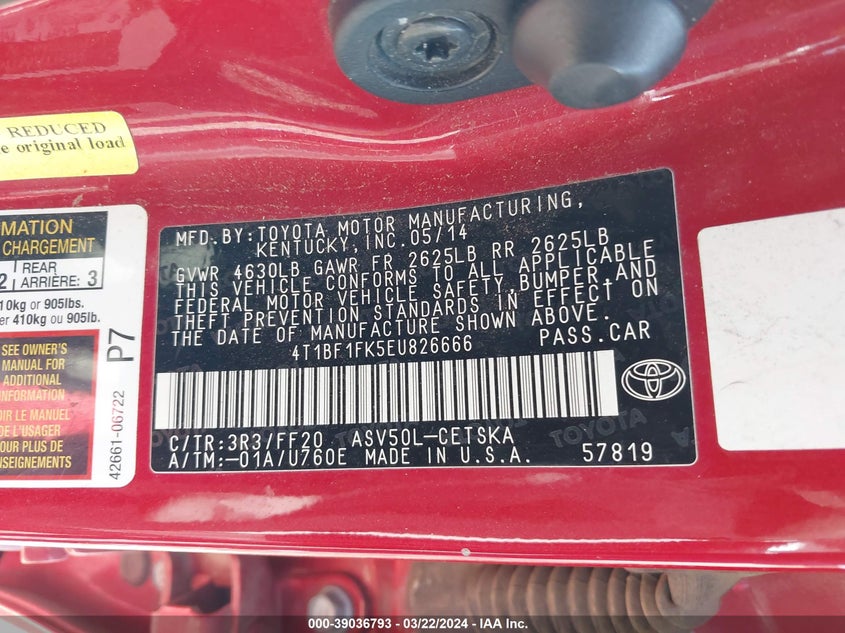 REDUCED
e original load
MATION
CHARGEMENT
2 REAR ARRIÈRE: 3
10kg or 905lbs.
er 410kg ou 905lb.
SEE OWNER'S
MANUAL FOR
ADDITIONAL
INFORMATION
OIR LE MANUEL
DE L'USAGER
POUR PLUS DE
ENSEIGNEMENTS
42661-06722
P7
MFD.BY:TOYOTA MOTOR MANUFACTURING,
KENTUCKY,INC.05/14
GVWR 4630LB GAWR FR 2625LB RR 2625LB
THIS VEHICLE CONFORMS TO ALL APPLICABLE
FEDERAL MOTOR VEHICLE SAFETY,BUMPER,AND
THEFT PREVENTION STANDARDS IN EFFECT ON
THE DATE OF MANUFACTURE SHOWN ABOVE.
4T1BF1FK5EU826666 PASS.CAR
C/TR:3R3/FF20 ASV50L-CETSKA
A/TM:-01A/U760E MADE IN U.S.A. 57819
TOYOTA
000-39036793 - 03/22/2024 - IAA Inc.